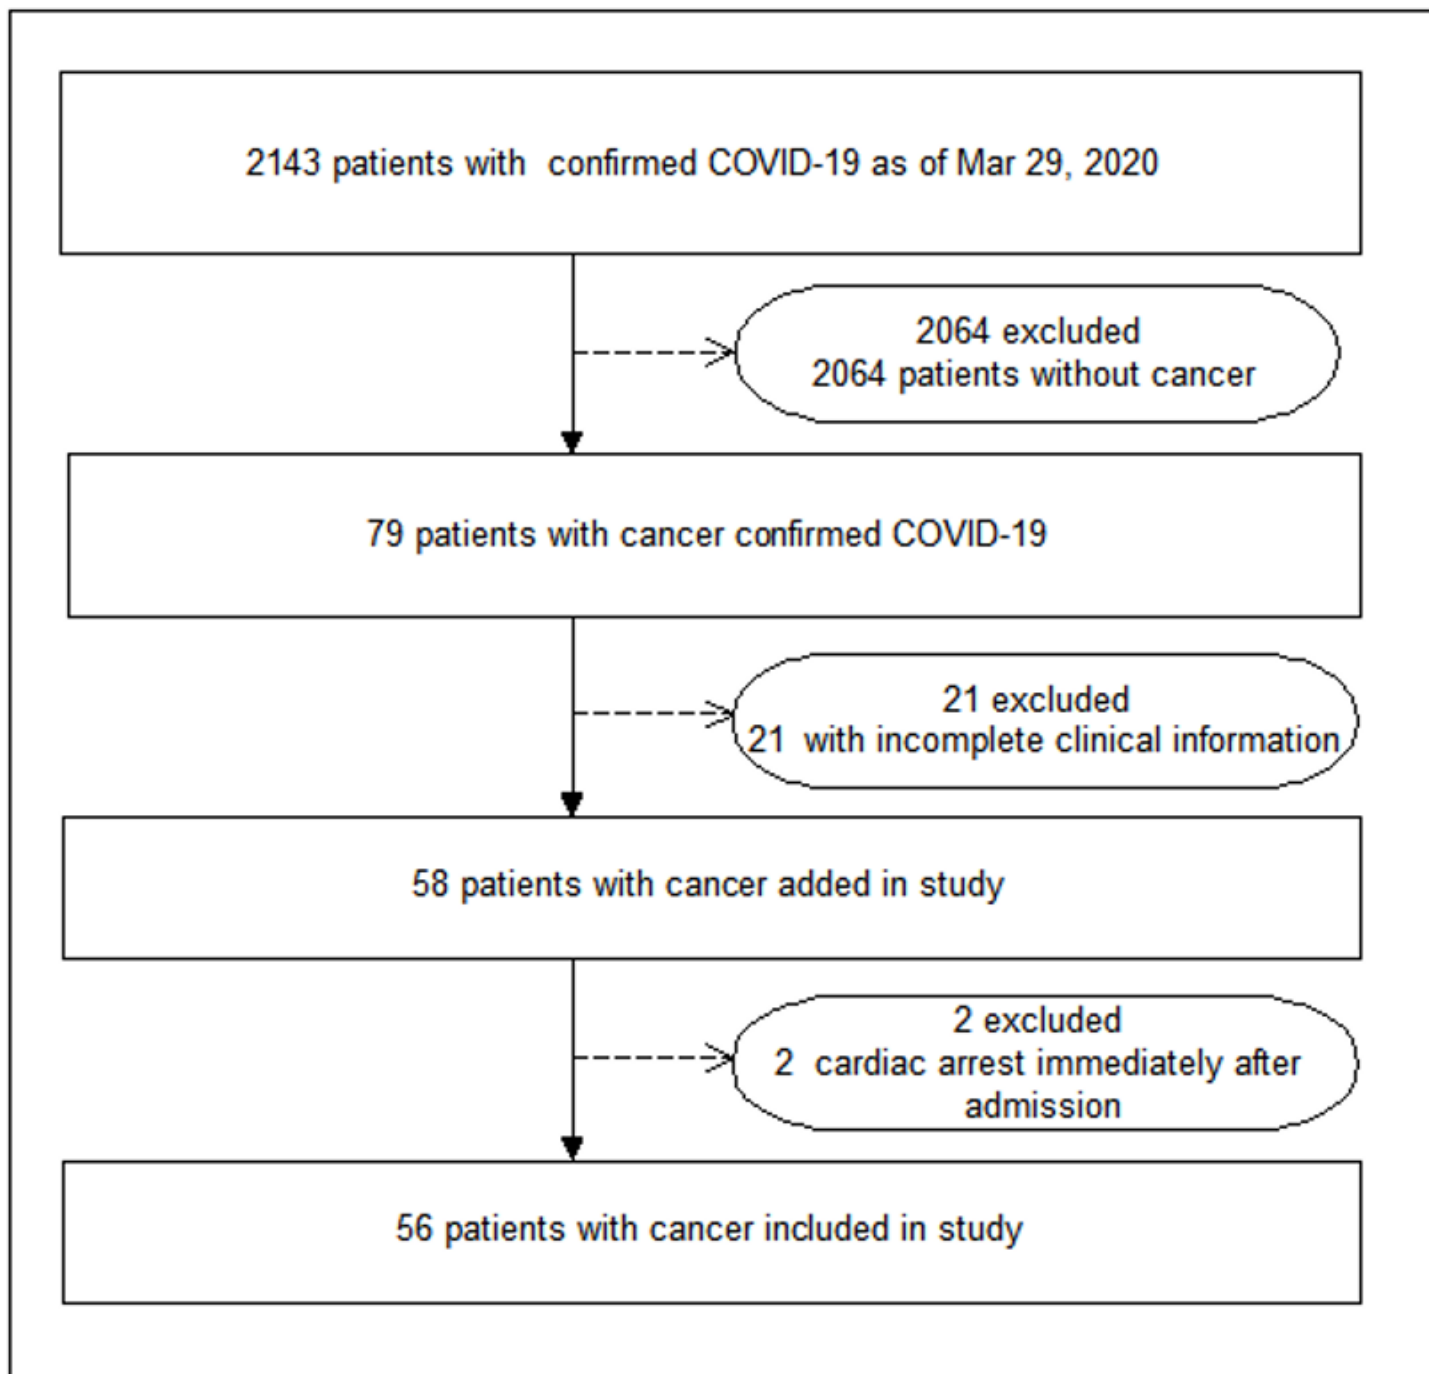 2143 patients with confirmed COVID-19 as of Mar 29, 2020
2064 excluded
2064 patients without cancer
79 patients with cancer confirmed COVID-19
21 excluded
21 with incomplete clinical information
58 patients with cancer added in study
2 excluded
2 cardiac arrest immediately after
admission
56 patients with cancer included in study